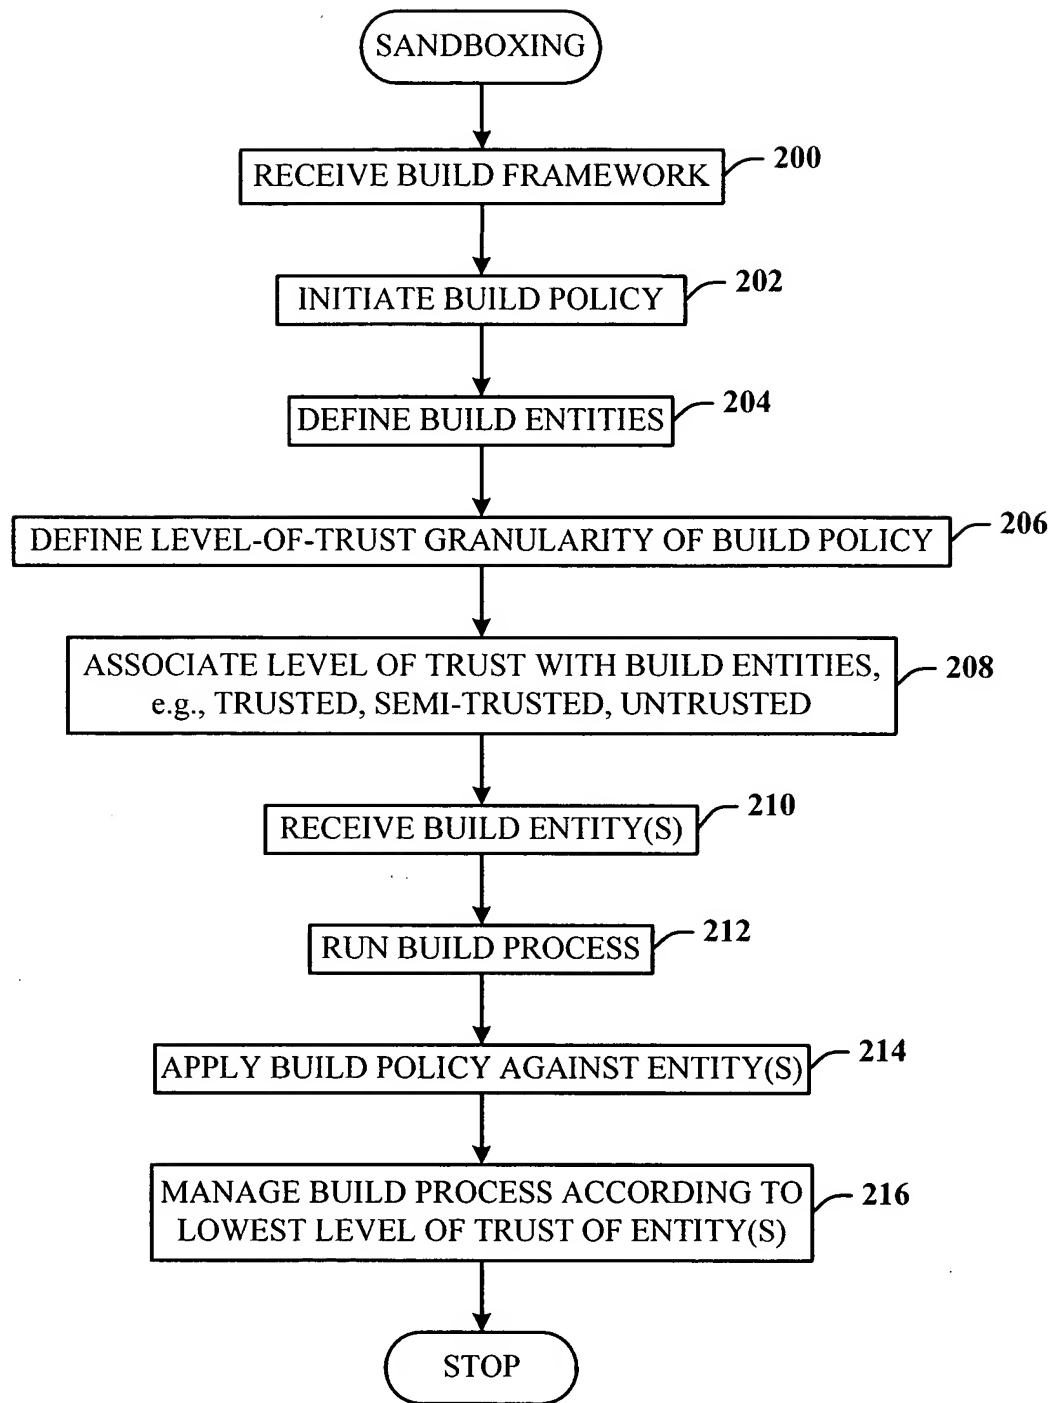 SANDBOXING
RECEIVE BUILD FRAMEWORK
200
INITIATE BUILD POLICY
202
DEFINE BUILD ENTITIES
204
DEFINE LEVEL-OF-TRUST GRANULARITY OF BUILD POLICY
206
ASSOCIATE LEVEL OF TRUST WITH BUILD ENTITIES,
e.g., TRUSTED, SEMI-TRUSTED, UNTRUSTED
208
RECEIVE BUILD ENTITY(S)
210
RUN BUILD PROCESS
212
APPLY BUILD POLICY AGAINST ENTITY(S)
214
MANAGE BUILD PROCESS ACCORDING TO
LOWEST LEVEL OF TRUST OF ENTITY(S)
216
STOP